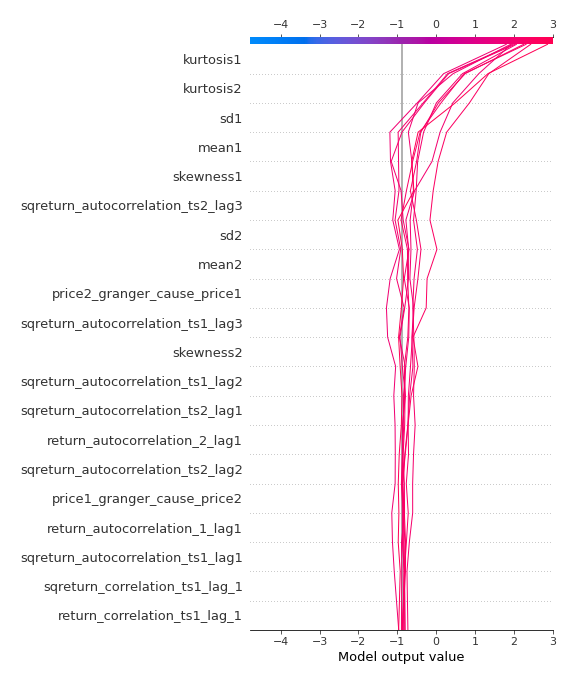 −4 −3 −2 −1 0 1 2 3
kurtosis1
kurtosis2
sd1
mean1
skewness1
sqreturn_autocorrelation_ts2_lag3
sd2
mean2
price2_granger_cause_price1
sqreturn_autocorrelation_ts1_lag3
skewness2
sqreturn_autocorrelation_ts1_lag2
sqreturn_autocorrelation_ts2_lag1
return_autocorrelation_2_lag1
sqreturn_autocorrelation_ts2_lag2
price1_granger_cause_price2
return_autocorrelation_1_lag1
sqreturn_autocorrelation_ts1_lag1
sqreturn_correlation_ts1_lag_1
return_correlation_ts1_lag_1
−4 −3 −2 −1 0 1 2 3
Model output value